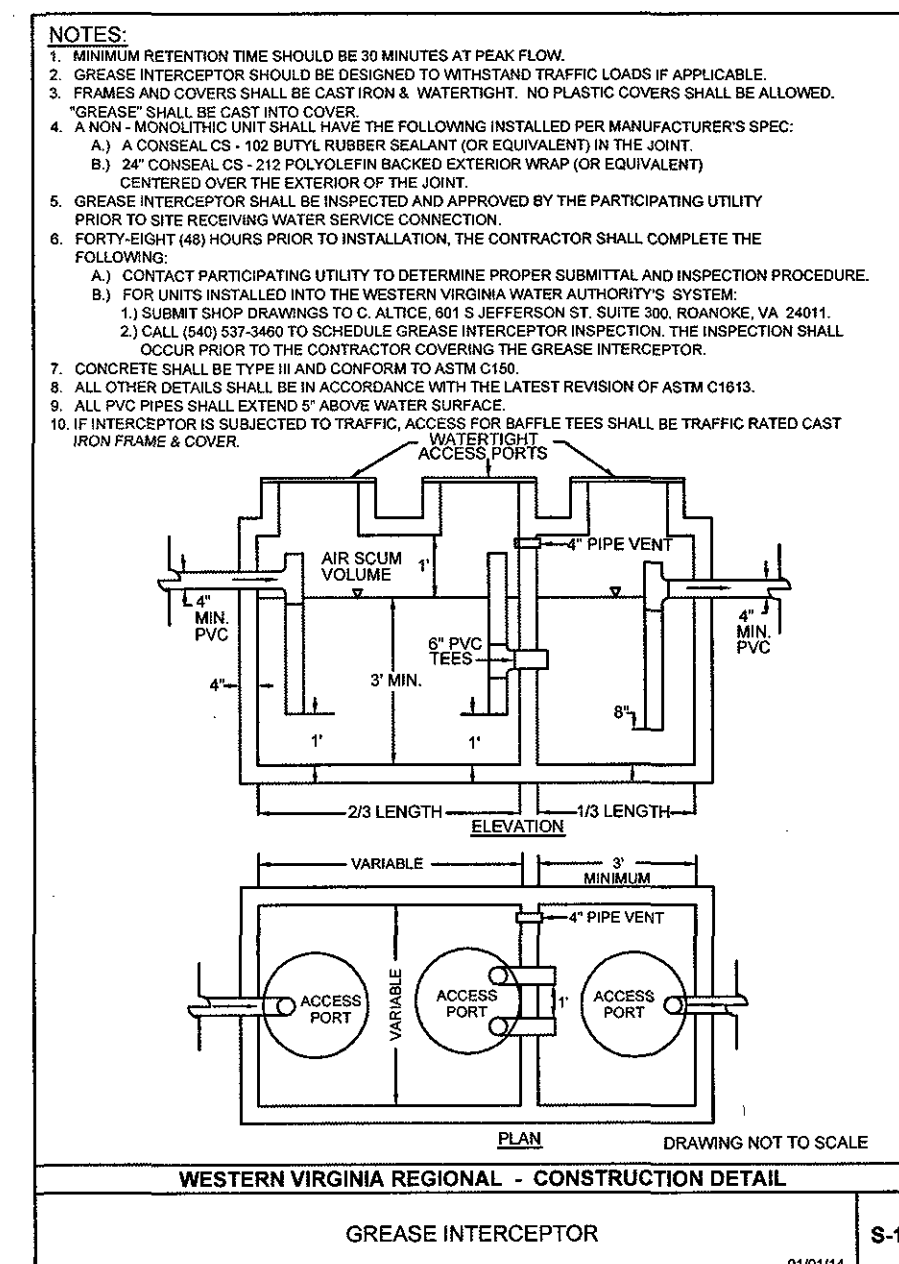 NOTES:
1. MINIMUM RETENTION TIME SHOULD BE 30 MINUTES AT PEAK FLOW.
2. GREASE INTERCEPTOR SHOULD BE DESIGNED TO WITHSTAND TRAFFIC LOADS IF APPLICABLE.
3. FRAMES AND COVERS SHALL BE CAST IRON & WATERTIGHT. NO PLASTIC COVERS SHALL BE ALLOWED.
"GREASE" SHALL BE CAST INTO COVER.
4. A NON - MONOLITHIC UNIT SHALL HAVE THE FOLLOWING INSTALLED PER MANUFACTURER'S SPEC:
A.) A CONSEAL CS - 102 BUTYL RUBBER SEALANT (OR EQUIVALENT) IN THE JOINT.
B.) 24" CONSEAL CS - 212 POLYOLEFIN BACKED EXTERIOR WRAP (OR EQUIVALENT)
CENTERED OVER THE EXTERIOR OF THE JOINT.
5. GREASE INTERCEPTOR SHALL BE INSPECTED AND APPROVED BY THE PARTICIPATING UTILITY
PRIOR TO SITE RECEIVING WATER SERVICE CONNECTION.
6. FORTY-EIGHT (48) HOURS PRIOR TO INSTALLATION, THE CONTRACTOR SHALL COMPLETE THE
FOLLOWING:
A.) CONTACT PARTICIPATING UTILITY TO DETERMINE PROPER SUBMITTAL AND INSPECTION PROCEDURE.
B.) FOR UNITS INSTALLED INTO THE WESTERN VIRGINIA WATER AUTHORITY'S SYSTEM:
1.) SUBMIT SHOP DRAWINGS TO C. ALTICE, 601 S JEFFERSON ST. SUITE 300, ROANOKE, VA 24011.
2.) CALL (540) 537-3460 TO SCHEDULE GREASE INTERCEPTOR INSPECTION. THE INSPECTION SHALL
OCCUR PRIOR TO THE CONTRACTOR COVERING THE GREASE INTERCEPTOR.
7. CONCRETE SHALL BE TYPE III AND CONFORM TO ASTM C150.
8. ALL OTHER DETAILS SHALL BE IN ACCORDANCE WITH THE LATEST REVISION OF ASTM C1613.
9. ALL PVC PIPES SHALL EXTEND 5" ABOVE WATER SURFACE.
10. IF INTERCEPTOR IS SUBJECTED TO TRAFFIC, ACCESS FOR BAFFLE TEES SHALL BE TRAFFIC RATED CAST
IRON FRAME & COVER.
WATERTIGHT
ACCESS PORTS
4" PIPE VENT
AIR SCUM
VOLUME
1'
4"
MIN.
PVC
6" PVC
TEES
4"
MIN.
PVC
3' MIN.
4"
8"
1'
1'
2/3 LENGTH
1/3 LENGTH
ELEVATION
VARIABLE
3'
MINIMUM
4" PIPE VENT
VARIABLE
ACCESS
PORT
ACCESS
PORT
1'
ACCESS
PORT
PLAN
DRAWING NOT TO SCALE
WESTERN VIRGINIA REGIONAL - CONSTRUCTION DETAIL
GREASE INTERCEPTOR
S-1